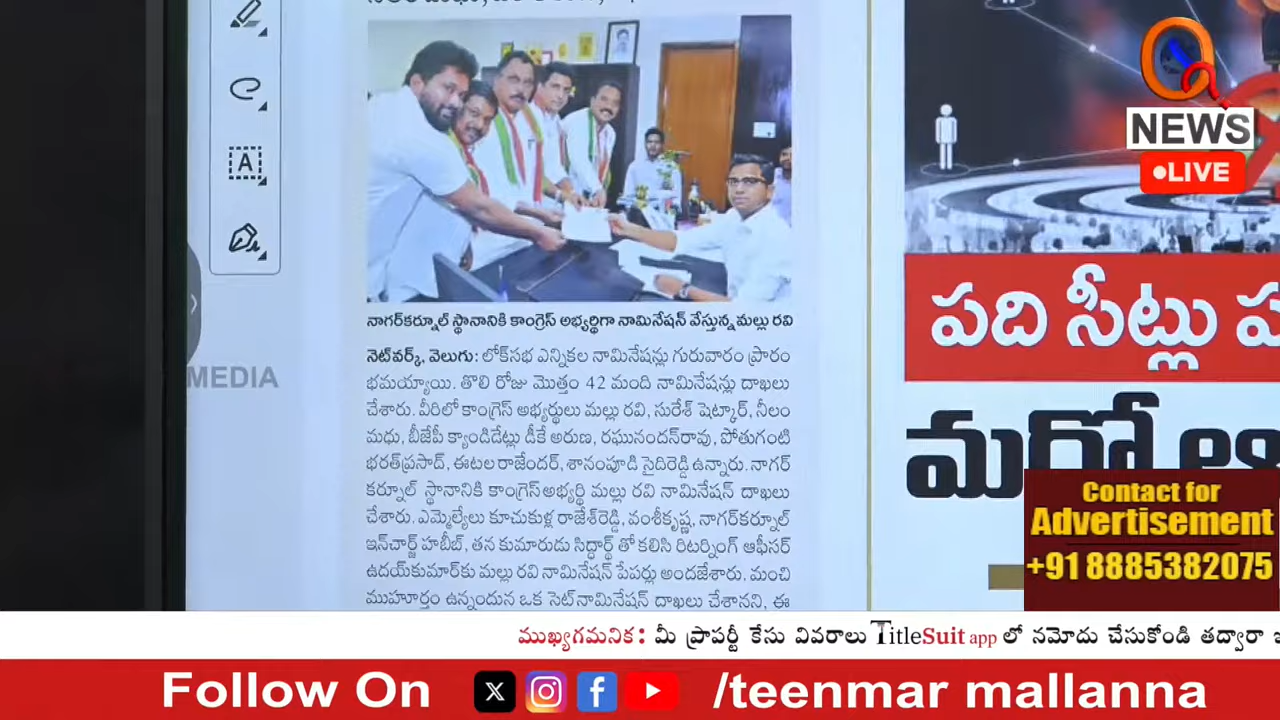 నాగర్‌కర్నూల్ స్థానానికి కాంగ్రెస్ అభ్యర్థిగా నామినేషన్ వేస్తున్న మల్లు రవి
నెట్‌వర్క్, వెలుగు: లోక్‌సభ ఎన్నికల నామినేషన్లు గురువారం ప్రారం
భమయ్యాయి. తొలి రోజు మొత్తం 42 మంది నామినేషన్లు దాఖలు
చేశారు. వీరిలో కాంగ్రెస్ అభ్యర్థులు మల్లు రవి, సురేశ్ షెట్కార్, నీలం
మధు, బీజేపీ క్యాండిడేట్లు డీకే అరుణ, రఘునందన్‌రావు, పోతుగంటి
భరత్‌ప్రసాద్, ఈటల రాజేందర్, శానంపూడి సైదిరెడ్డి ఉన్నారు. నాగర్
కర్నూల్ స్థానానికి కాంగ్రెస్ అభ్యర్థి మల్లు రవి నామినేషన్ దాఖలు
చేశారు. ఎమ్మెల్యేలు కూచుకుళ్ల రాజేశ్‌రెడ్డి, వంశీకృష్ణ, నాగర్‌కర్నూల్
ఇన్‌చార్జ్ హబీబ్, తన కుమారుడు సిద్ధార్థ్ తో కలిసి రిటర్నింగ్ ఆఫీసర్
ఉదయ్‌కుమార్‌కు మల్లు రవి నామినేషన్ పేపర్లు అందజేశారు. మంచి
ముహూర్తం ఉన్నందున ఒక సెట్ నామినేషన్ దాఖలు చేశానని, ఈ
MEDIA
A
Q
NEWS
LIVE
పది సీట్లు
Contact for
Advertisement
+91 8885382075
ముఖ్యగమనిక: మీ ప్రాపర్టీ కేసు వివరాలు TitleSuit app లో నమోదు చేసుకోండి తద్వారా
Follow On X f /teenmar mallanna